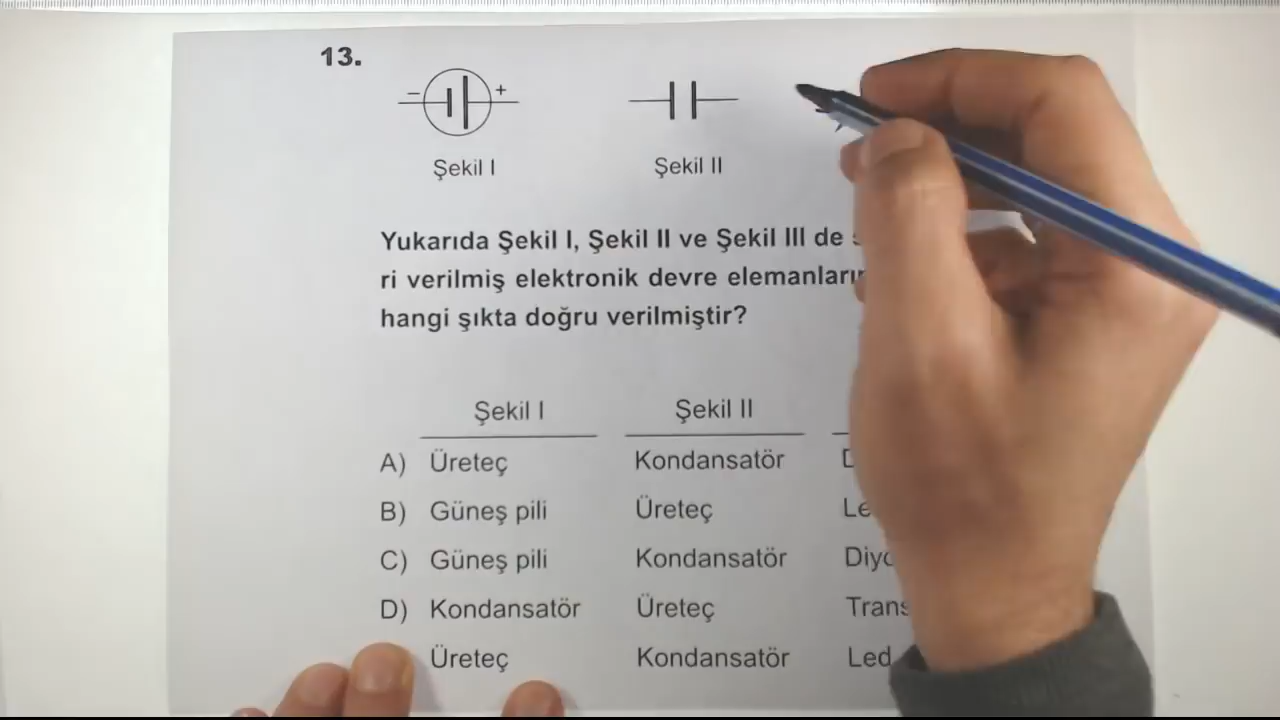 13.
− +
Şekil I Şekil II
Yukarıda Şekil I, Şekil II ve Şekil III de
ri verilmiş elektronik devre
hangi şıkta doğru verilmiştir?
Şekil I Şekil II
A) Üreteç Kondansatör
B) Güneş pili Üreteç
C) Güneş pili Kondansatör
D) Kondansatör Üreteç
Üreteç Kondansatör Led